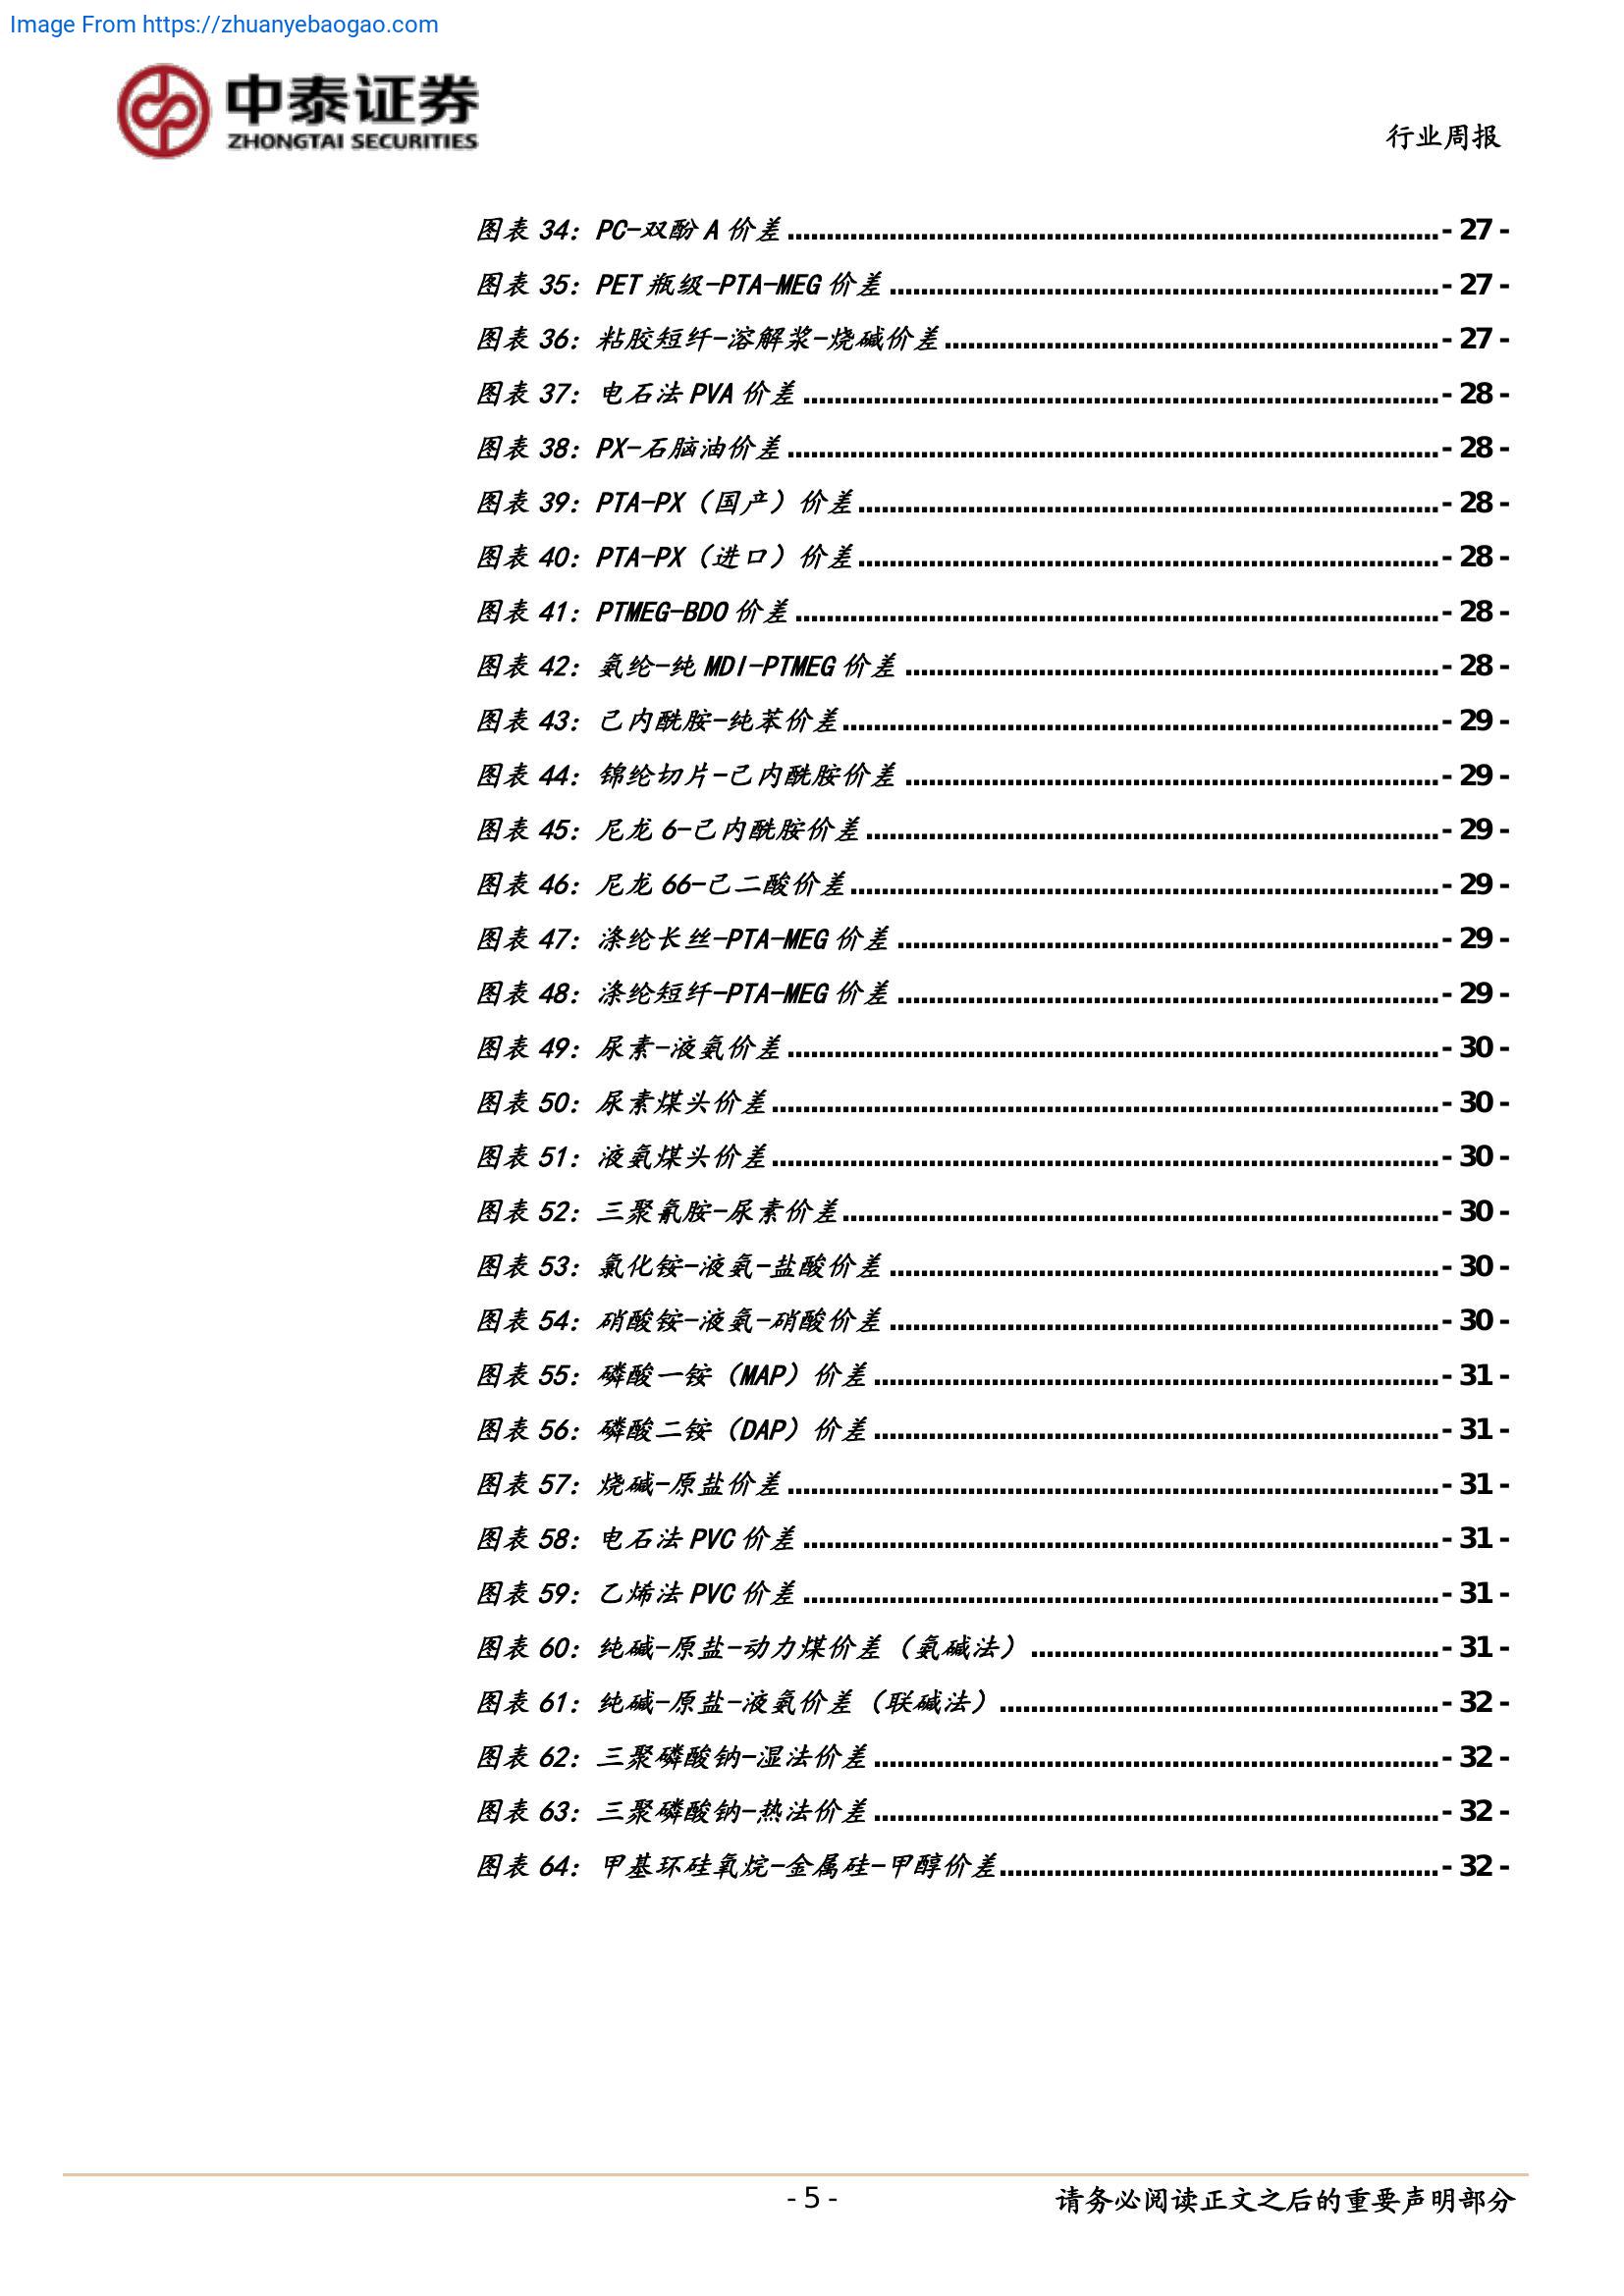 Image From https://zhuanyebaogao.com
中泰证券
ZHONGTAI SECURITIES
行业周报
图表 34：PC-双酚 A 价差 - 27 -
图表 35：PET 瓶级-PTA-MEG 价差 - 27 -
图表 36：粘胶短纤-溶解浆-烧碱价差 - 27 -
图表 37：电石法 PVA 价差 - 28 -
图表 38：PX-石脑油价差 - 28 -
图表 39：PTA-PX（国产）价差 - 28 -
图表 40：PTA-PX（进口）价差 - 28 -
图表 41：PTMEG-BDO 价差 - 28 -
图表 42：氨纶-纯 MDI-PTMEG 价差 - 28 -
图表 43：己内酰胺-纯苯价差 - 29 -
图表 44：锦纶切片-己内酰胺价差 - 29 -
图表 45：尼龙 6-己内酰胺价差 - 29 -
图表 46：尼龙 66-己二酸价差 - 29 -
图表 47：涤纶长丝-PTA-MEG 价差 - 29 -
图表 48：涤纶短纤-PTA-MEG 价差 - 29 -
图表 49：尿素-液氨价差 - 30 -
图表 50：尿素煤头价差 - 30 -
图表 51：液氨煤头价差 - 30 -
图表 52：三聚氰胺-尿素价差 - 30 -
图表 53：氯化铵-液氨-盐酸价差 - 30 -
图表 54：硝酸铵-液氨-硝酸价差 - 30 -
图表 55：磷酸一铵（MAP）价差 - 31 -
图表 56：磷酸二铵（DAP）价差 - 31 -
图表 57：烧碱-原盐价差 - 31 -
图表 58：电石法 PVC 价差 - 31 -
图表 59：乙烯法 PVC 价差 - 31 -
图表 60：纯碱-原盐-动力煤价差（氨碱法） - 31 -
图表 61：纯碱-原盐-液氨价差（联碱法） - 32 -
图表 62：三聚磷酸钠-湿法价差 - 32 -
图表 63：三聚磷酸钠-热法价差 - 32 -
图表 64：甲基环硅氧烷-金属硅-甲醇价差 - 32 -
- 5 -
请务必阅读正文之后的重要声明部分